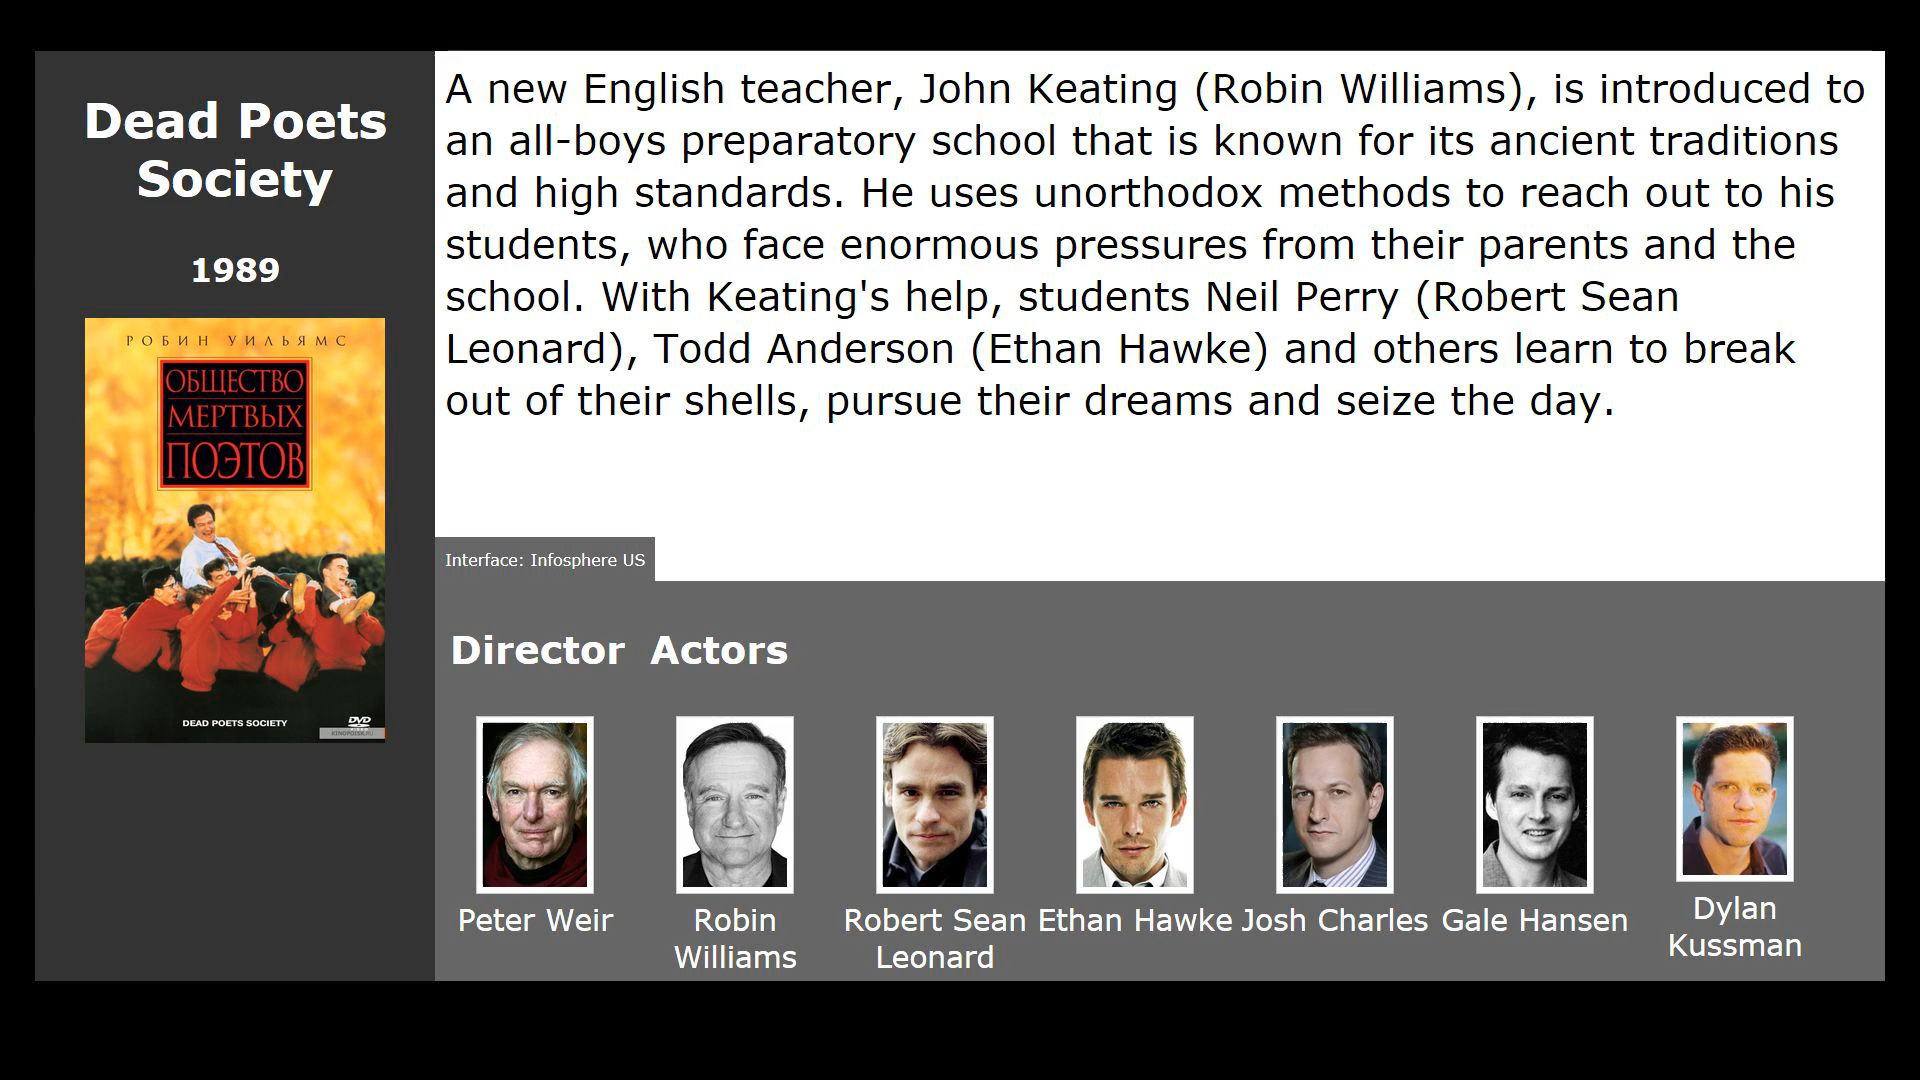 Dead Poets
Society
1989
РОБИН УИЛЬЯМС
ОБЩЕСТВО
МЕРТВЫХ
ПОЭТОВ
DEAD POETS SOCIETY
DVD
KINOPOISK.RU
A new English teacher, John Keating (Robin Williams), is introduced to
an all-boys preparatory school that is known for its ancient traditions
and high standards. He uses unorthodox methods to reach out to his
students, who face enormous pressures from their parents and the
school. With Keating's help, students Neil Perry (Robert Sean
Leonard), Todd Anderson (Ethan Hawke) and others learn to break
out of their shells, pursue their dreams and seize the day.
Interface: Infosphere US
Director Actors
Peter Weir
Robin
Williams
Robert Sean
Leonard
Ethan Hawke
Josh Charles
Gale Hansen
Dylan
Kussman